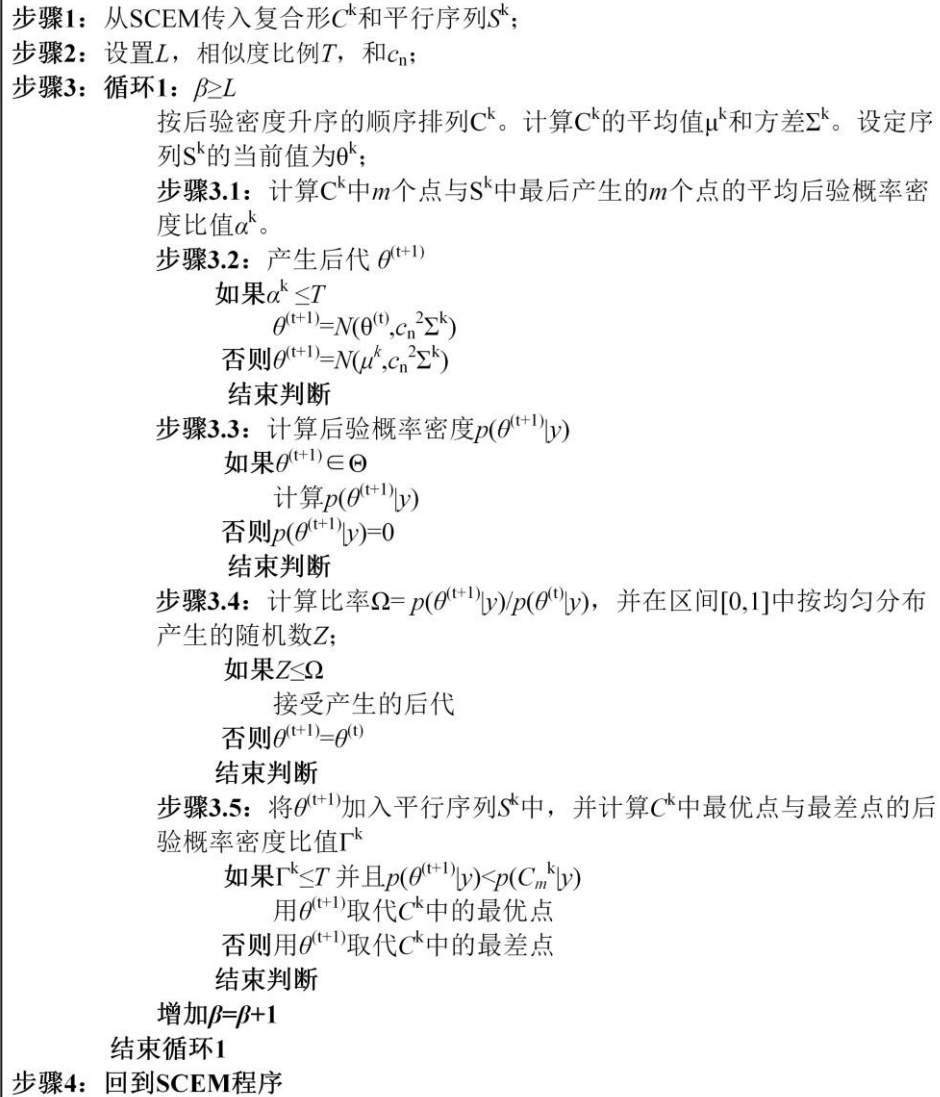 步骤1：从SCEM传入复合形Cᵏ和平行序列Sᵏ；
步骤2：设置L，相似度比例T，和cₙ；
步骤3：循环1：β≥L
按后验密度升序的顺序排列Cᵏ。计算Cᵏ的平均值μᵏ和方差Σᵏ。设定序
列Sᵏ的当前值为θᵏ；
步骤3.1：计算Cᵏ中m个点与Sᵏ中最后产生的m个点的平均后验概率密
度比值αᵏ。
步骤3.2：产生后代 θ⁽ᵗ⁺¹⁾
如果αᵏ ≤T
θ⁽ᵗ⁺¹⁾=N(θ⁽ᵗ⁾,cₙ²Σᵏ)
否则θ⁽ᵗ⁺¹⁾=N(μᵏ,cₙ²Σᵏ)
结束判断
步骤3.3：计算后验概率密度p(θ⁽ᵗ⁺¹⁾|y)
如果θ⁽ᵗ⁺¹⁾∈Θ
计算p(θ⁽ᵗ⁺¹⁾|y)
否则p(θ⁽ᵗ⁺¹⁾|y)=0
结束判断
步骤3.4：计算比率Ω= p(θ⁽ᵗ⁺¹⁾|y)/p(θ⁽ᵗ⁾|y)，并在区间[0,1]中按均匀分布
产生的随机数Z；
如果Z≤Ω
接受产生的后代
否则θ⁽ᵗ⁺¹⁾=θ⁽ᵗ⁾
结束判断
步骤3.5：将θ⁽ᵗ⁺¹⁾加入平行序列Sᵏ中，并计算Cᵏ中最优点与最差点的后
验概率密度比值Γᵏ
如果Γᵏ≤T 并且p(θ⁽ᵗ⁺¹⁾|y)<p(Cₘᵏ|y)
用θ⁽ᵗ⁺¹⁾取代Cᵏ中的最优点
否则用θ⁽ᵗ⁺¹⁾取代Cᵏ中的最差点
结束判断
增加β=β+1
结束循环1
步骤4：回到SCEM程序